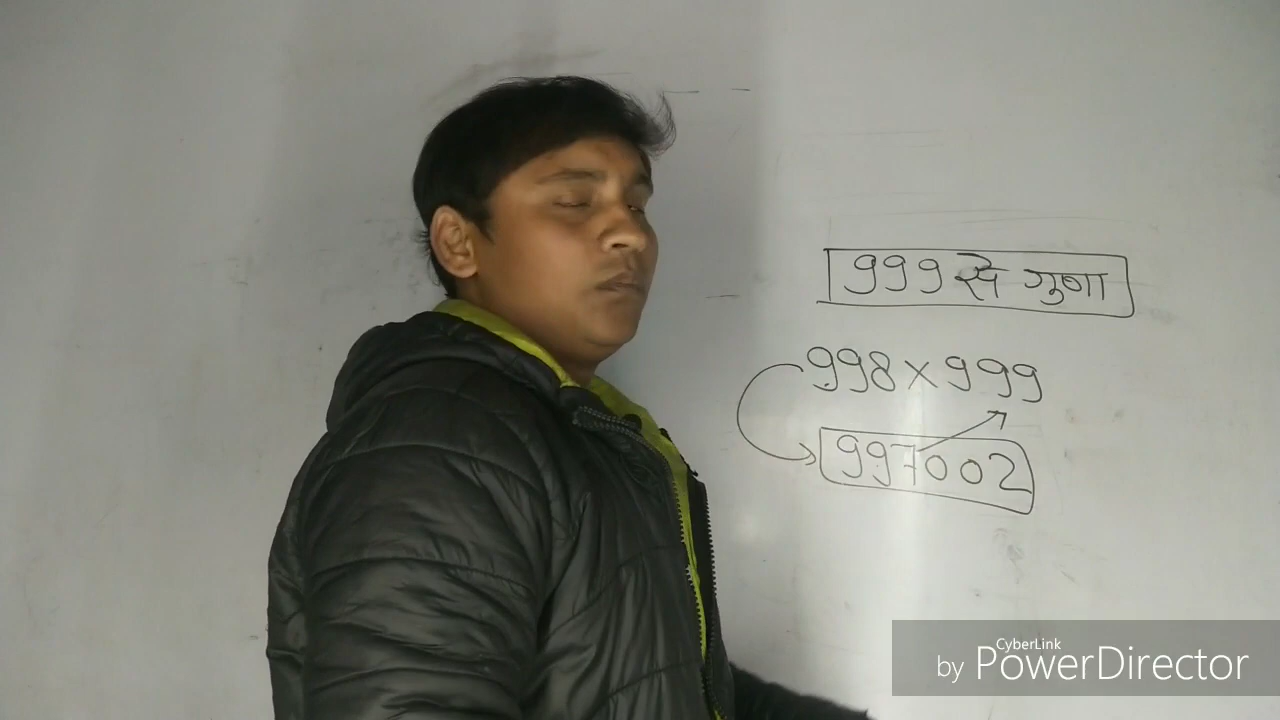 999 से गुणा
998 × 999
997002
CyberLink
by PowerDirector